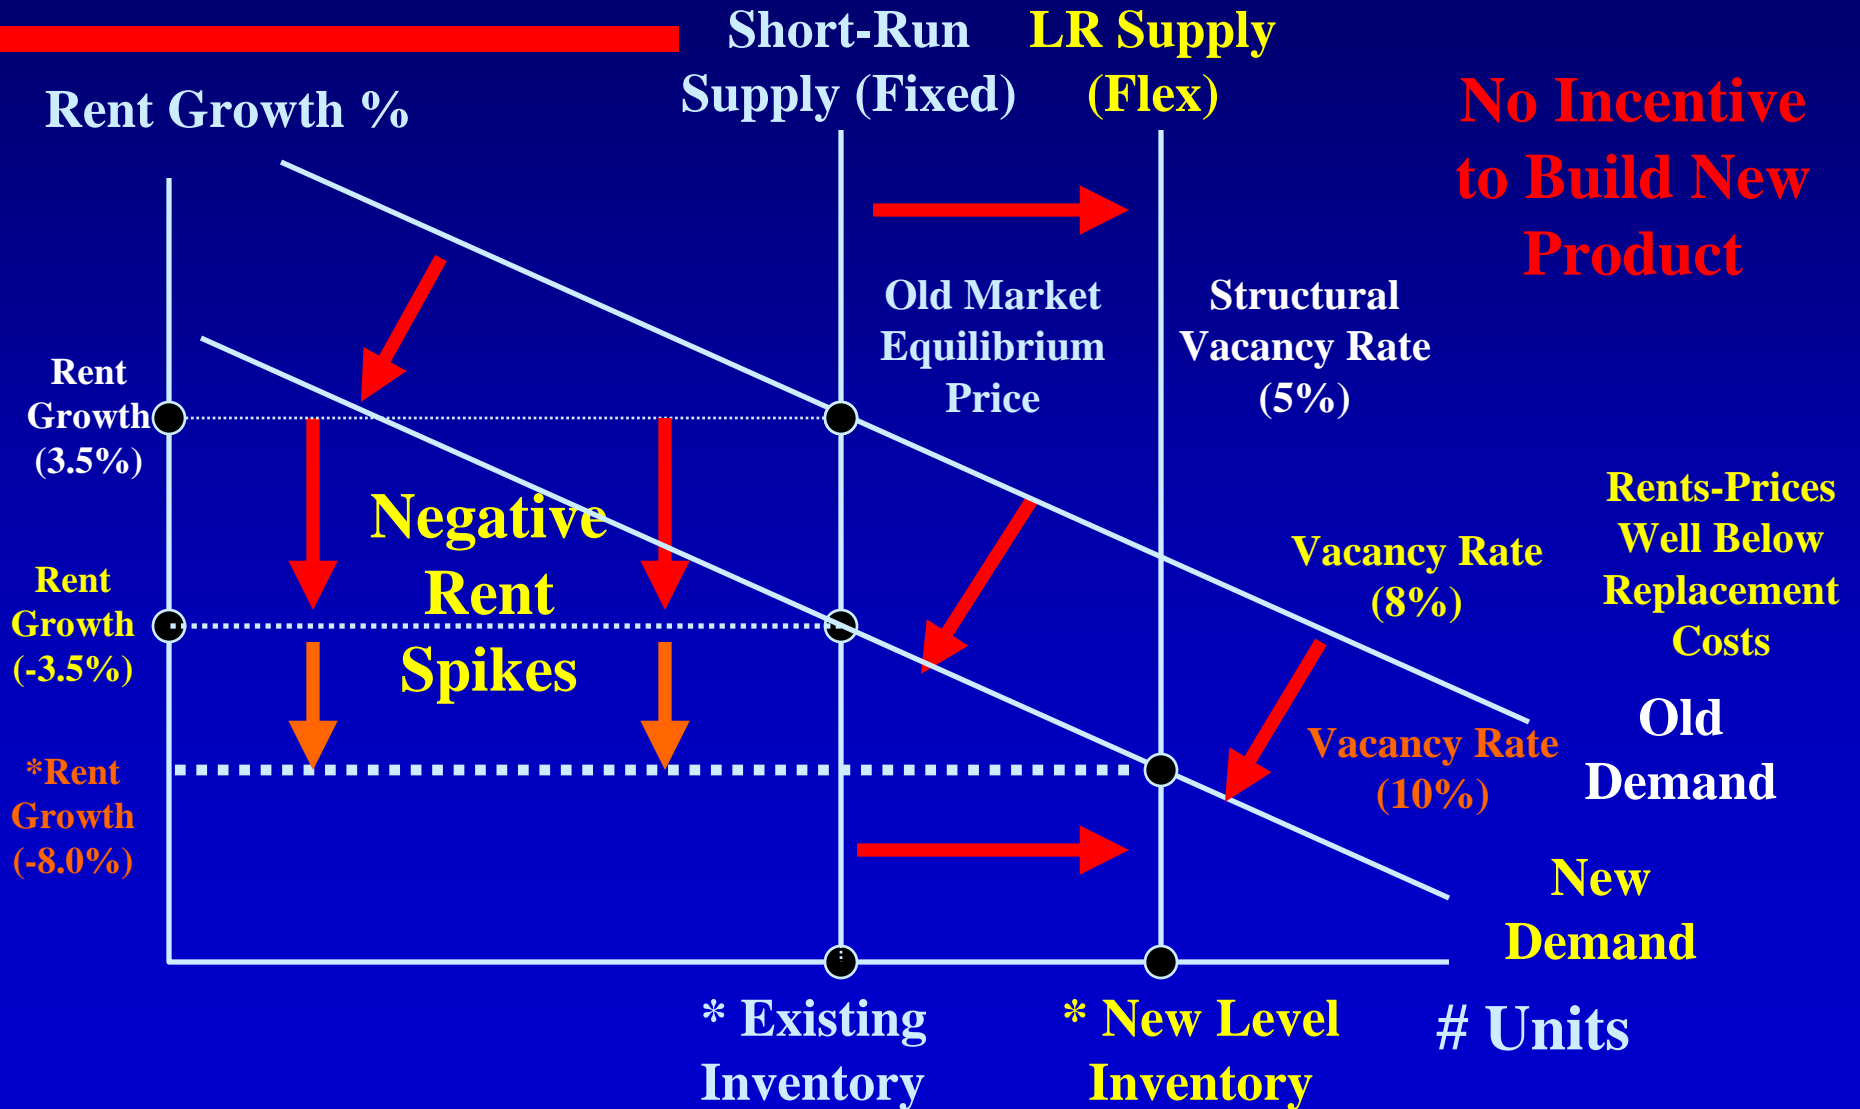 Short-Run
Supply (Fixed)
LR Supply
(Flex)
Rent Growth %
No Incentive
to Build New
Product
Old Market
Equilibrium
Price
Structural
Vacancy Rate
(5%)
Rent
Growth
(3.5%)
Negative
Rent
Spikes
Vacancy Rate
(8%)
Rents-Prices
Well Below
Replacement
Costs
Rent
Growth
(-3.5%)
Old
Demand
Vacancy Rate
(10%)
*Rent
Growth
(-8.0%)
New
Demand
* Existing
Inventory
* New Level
Inventory
# Units